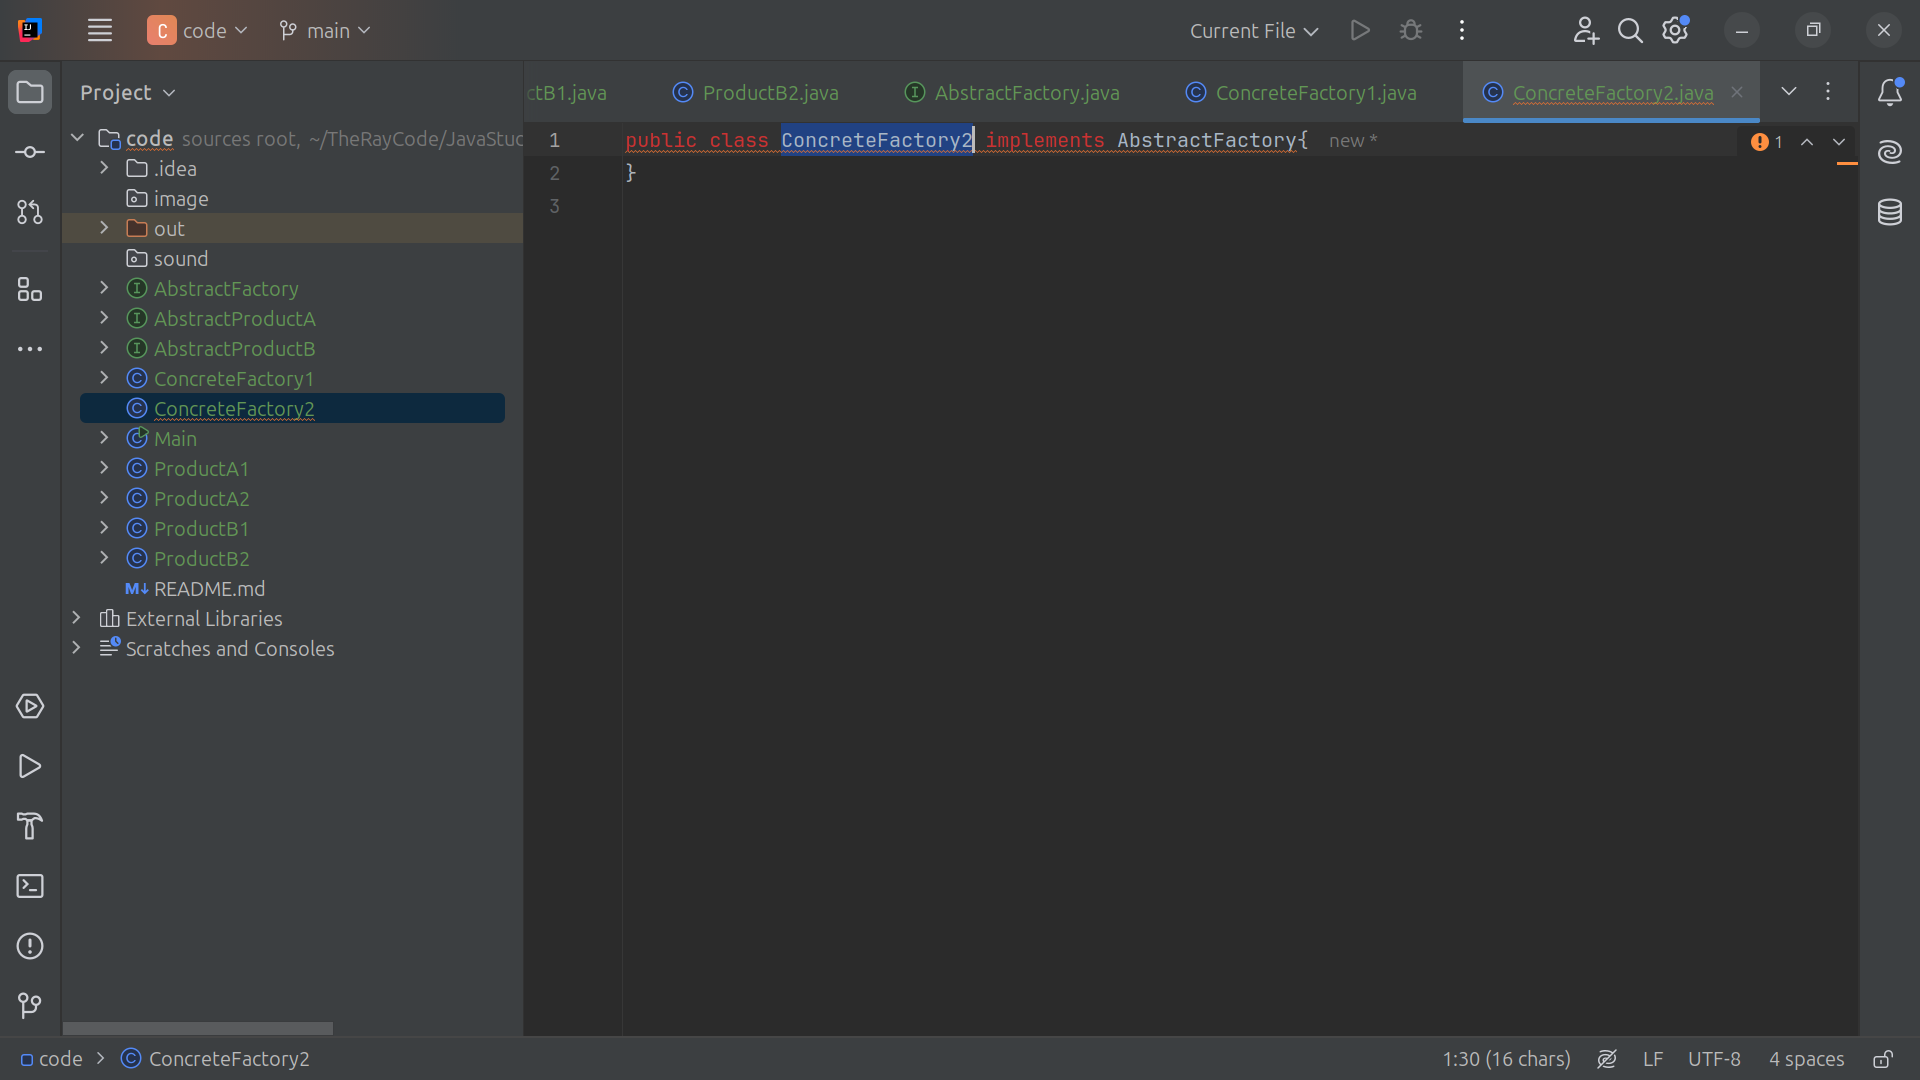 code
main
Current File
Project
ctB1.java
ProductB2.java
AbstractFactory.java
ConcreteFactory1.java
ConcreteFactory2.java
code sources root, ~/TheRayCode/JavaStud
.idea
image
out
sound
AbstractFactory
AbstractProductA
AbstractProductB
ConcreteFactory1
ConcreteFactory2
Main
ProductA1
ProductA2
ProductB1
ProductB2
README.md
External Libraries
Scratches and Consoles
1 public class ConcreteFactory2 implements AbstractFactory{ new *
2 }
3
1
code
ConcreteFactory2
1:30 (16 chars)
LF
UTF-8
4 spaces